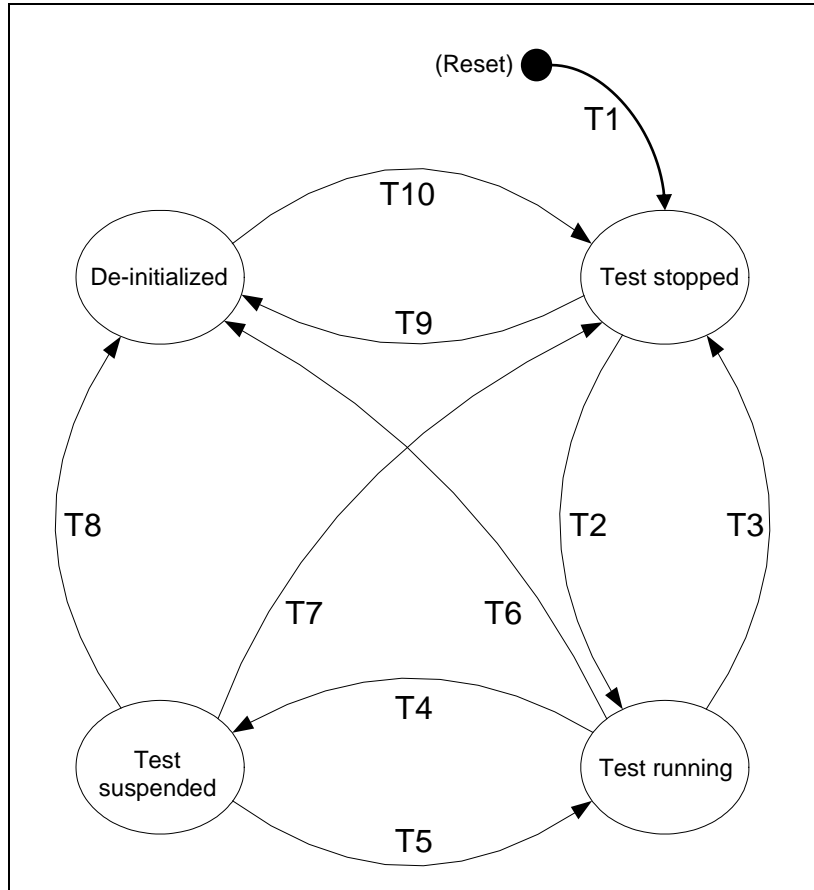 (Reset)
T1
T10
De-initialized
Test stopped
T9
T8
T2
T3
T7
T6
T4
Test
suspended
Test running
T5